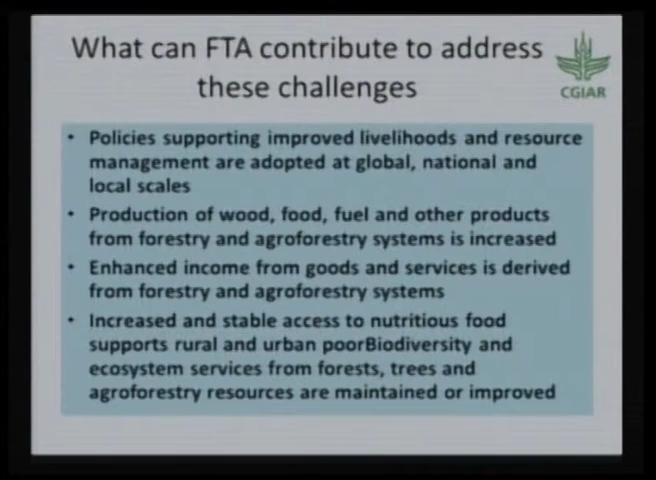 What can FTA contribute to address
these challenges
CGIAR
• Policies supporting improved livelihoods and resource
management are adopted at global, national and
local scales
• Production of wood, food, fuel and other products
from forestry and agroforestry systems is increased
• Enhanced income from goods and services is derived
from forestry and agroforestry systems
• Increased and stable access to nutritious food
supports rural and urban poorBiodiversity and
ecosystem services from forests, trees and
agroforestry resources are maintained or improved